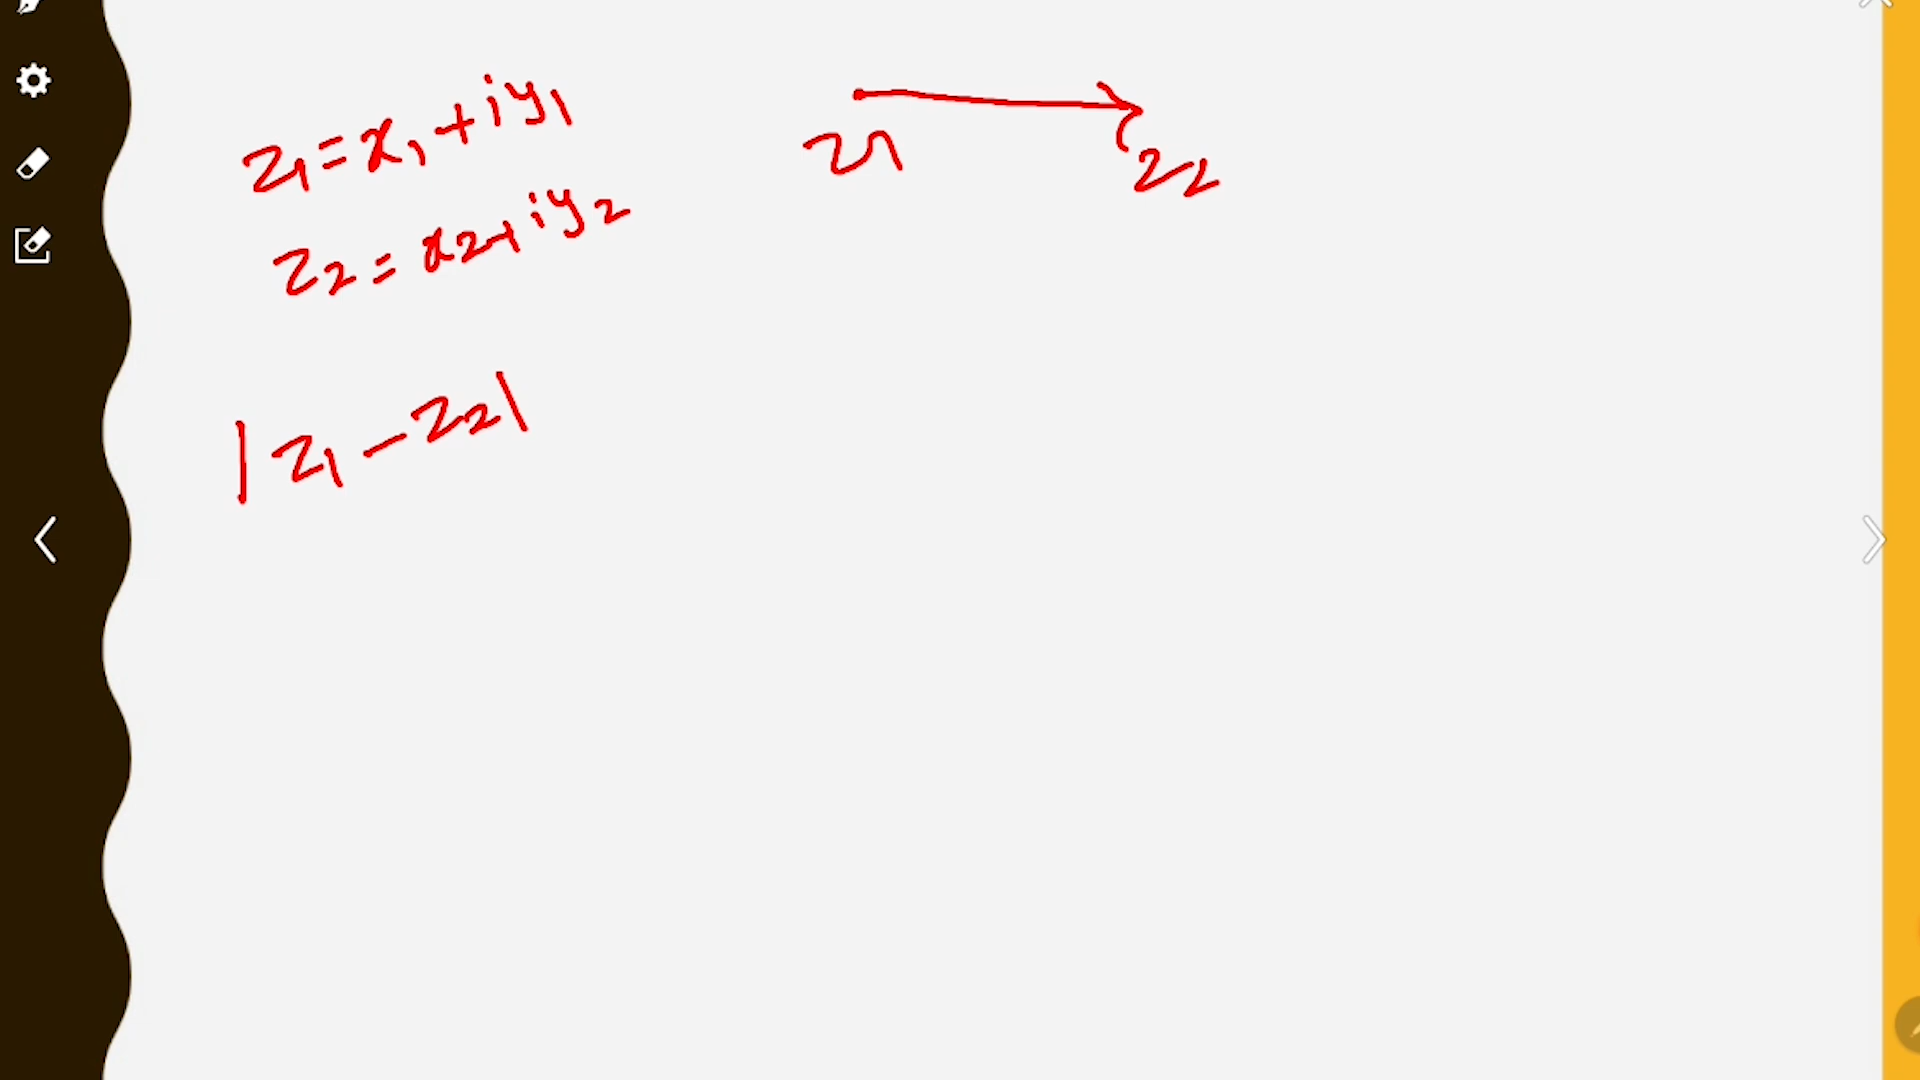 z₁ = x₁ + iy₁
z₂ = x₂ + iy₂
z₁
z₂
|z₁ - z₂|